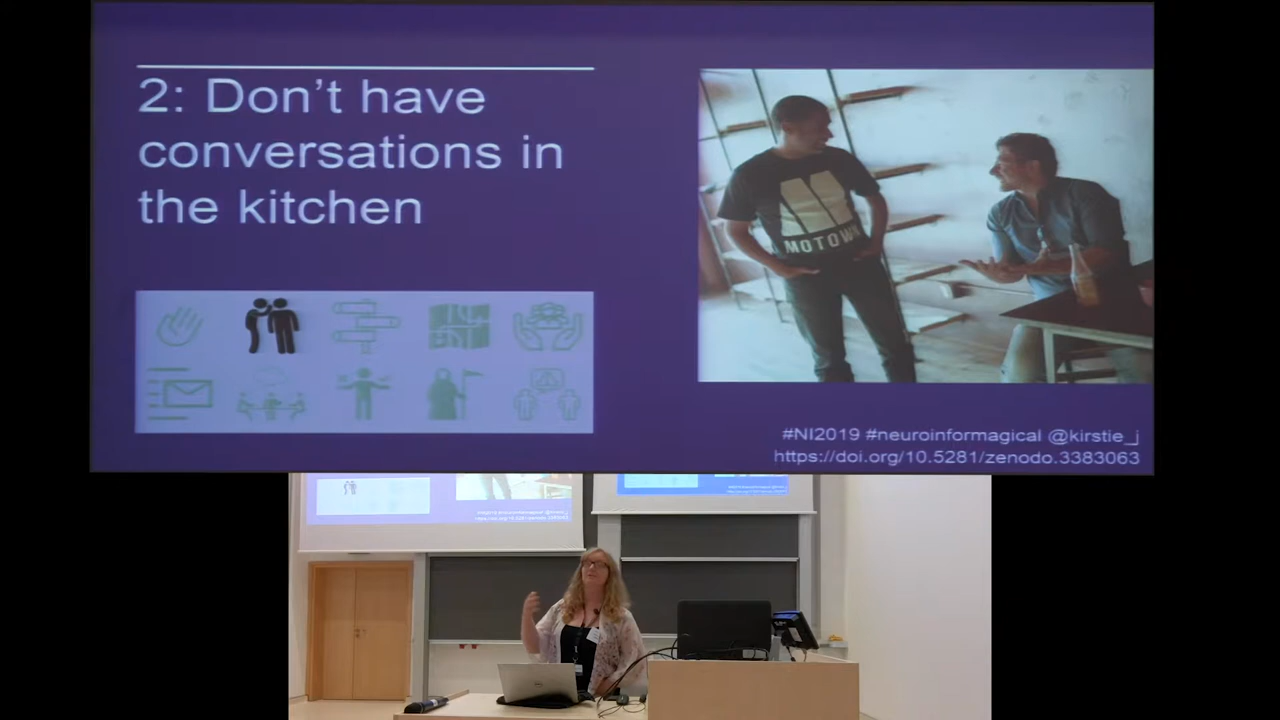 2: Don't have
conversations in
the kitchen
MOTOWN
#NI2019 #neuroinformagical @kirstie_j
https://doi.org/10.5281/zenodo.3383063